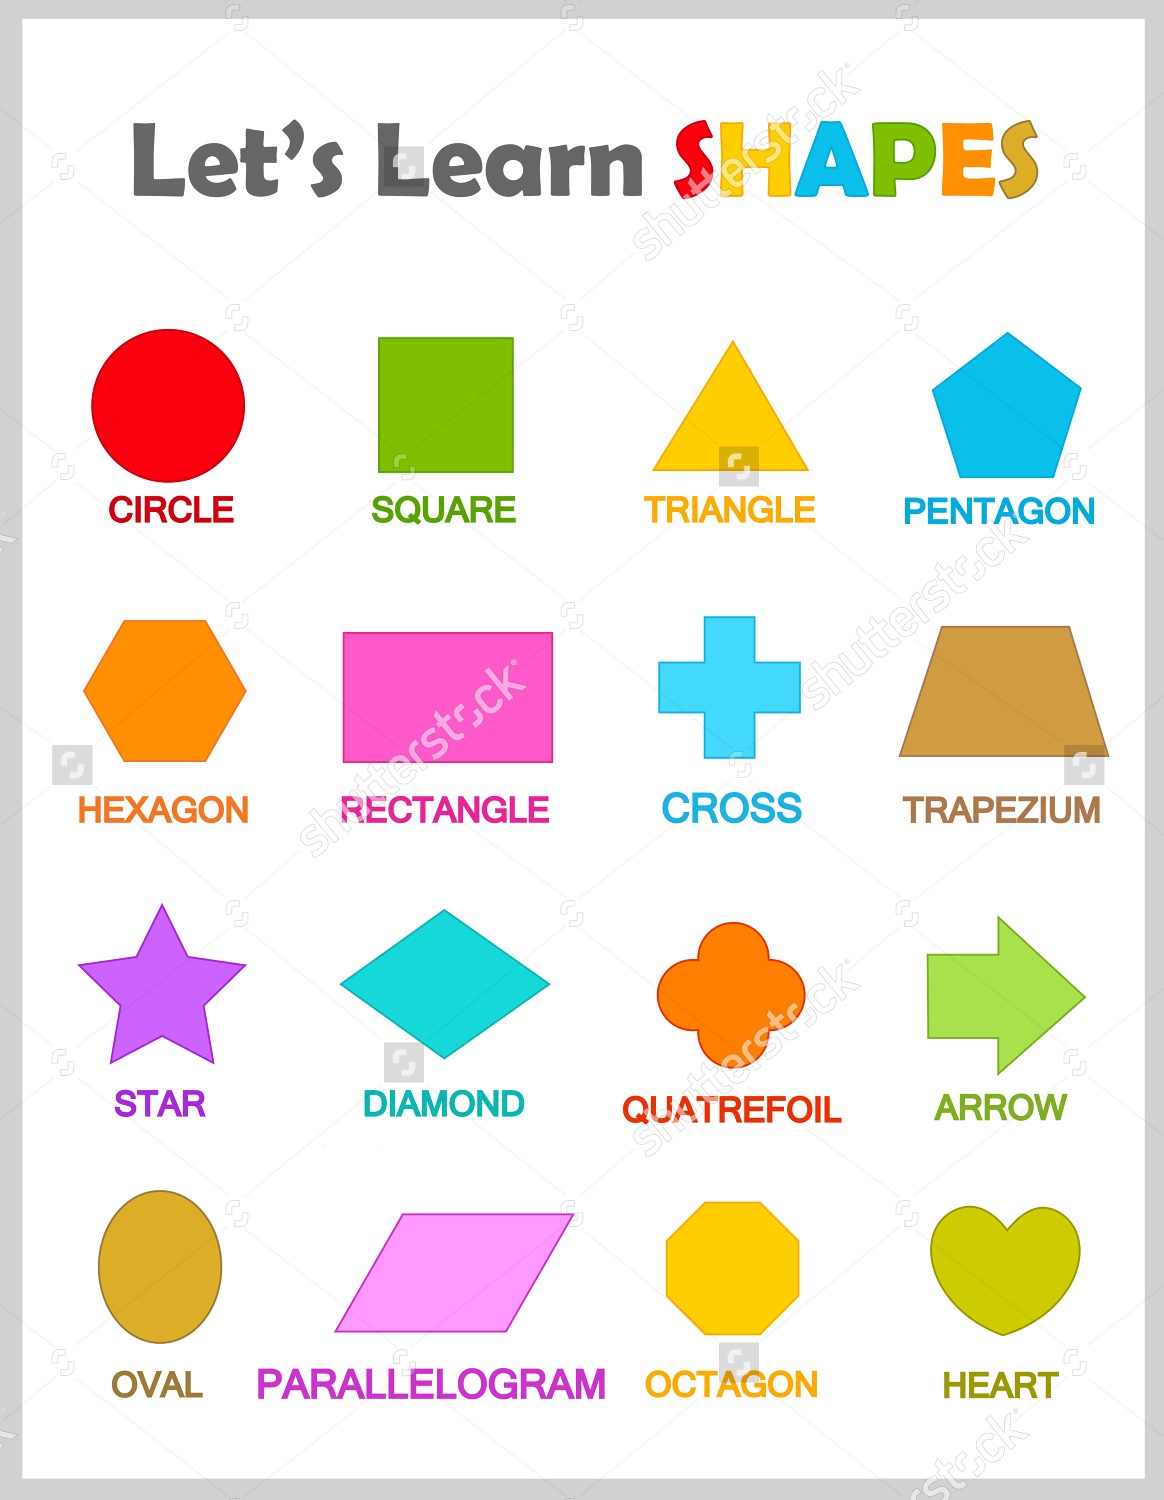 Let's Learn SHAPES
CIRCLE SQUARE TRIANGLE PENTAGON
HEXAGON RECTANGLE CROSS TRAPEZIUM
STAR DIAMOND QUATREFOIL ARROW
OVAL PARALLELOGRAM OCTAGON HEART
shutterstock
shutterstock
shutterstock
shutterstock
shutterstock